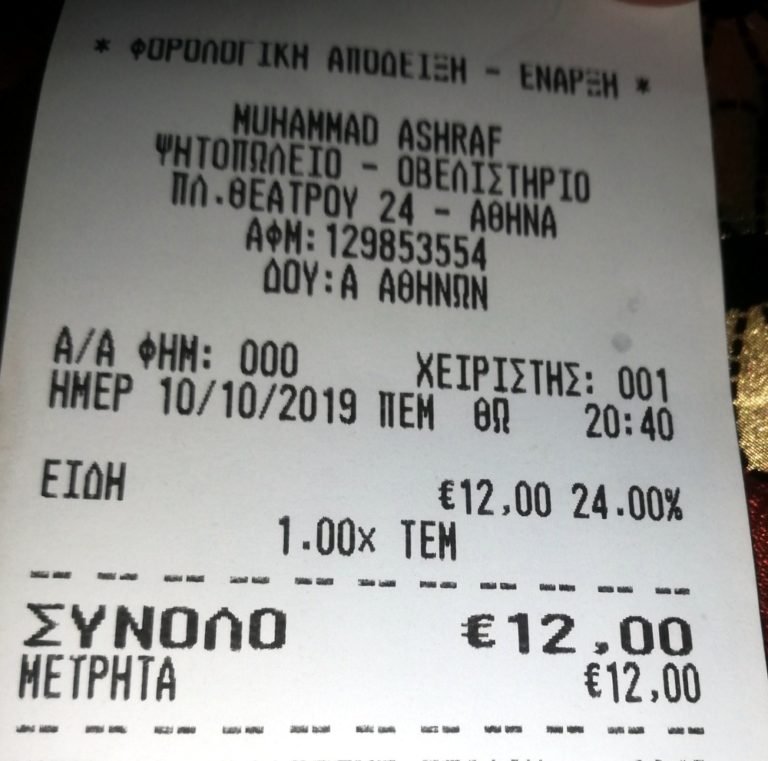 * ΦΟΡΟΛΟΓΙΚΗ ΑΠΟΔΕΙΞΗ - ΕΝΑΡΞΗ *
MUHAMMAD ASHRAF
ΨΗΤΟΠΩΛΕΙΟ - ΟΒΕΛΙΣΤΗΡΙΟ
ΠΛ.ΘΕΑΤΡΟΥ 24 - ΑΘΗΝΑ
ΑΦΜ:129853554
ΔΟΥ:Α ΑΘΗΝΩΝ
Α/Α ΦΗΜ: 000 ΧΕΙΡΙΣΤΗΣ: 001
ΗΜΕΡ 10/10/2019 ΠΕΜ ΘΩ 20:40
ΕΙΔΗ €12,00 24.00%
1.00x ΤΕΜ
ΣΥΝΟΛΟ €12,00
ΜΕΤΡΗΤΑ €12,00